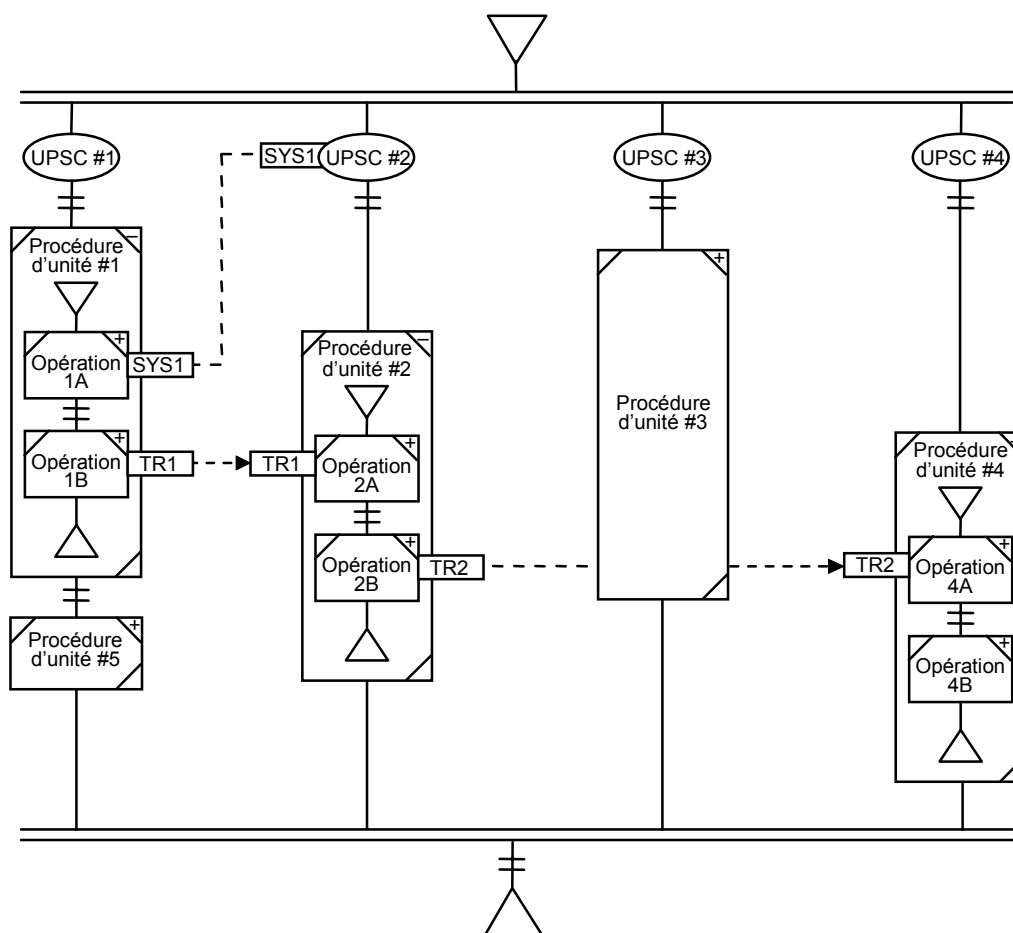 UPSC #1
SYS1
UPSC #2
UPSC #3
UPSC #4
Procédure
d'unité #1
+
−
Opération
1A
+
SYS1
Opération
1B
+
TR1
Procédure
d'unité #5
+
Procédure
d'unité #2
−
TR1
Opération
2A
+
Opération
2B
+
TR2
Procédure
d'unité #3
Procédure
d'unité #4
TR2
Opération
4A
+
Opération
4B
+